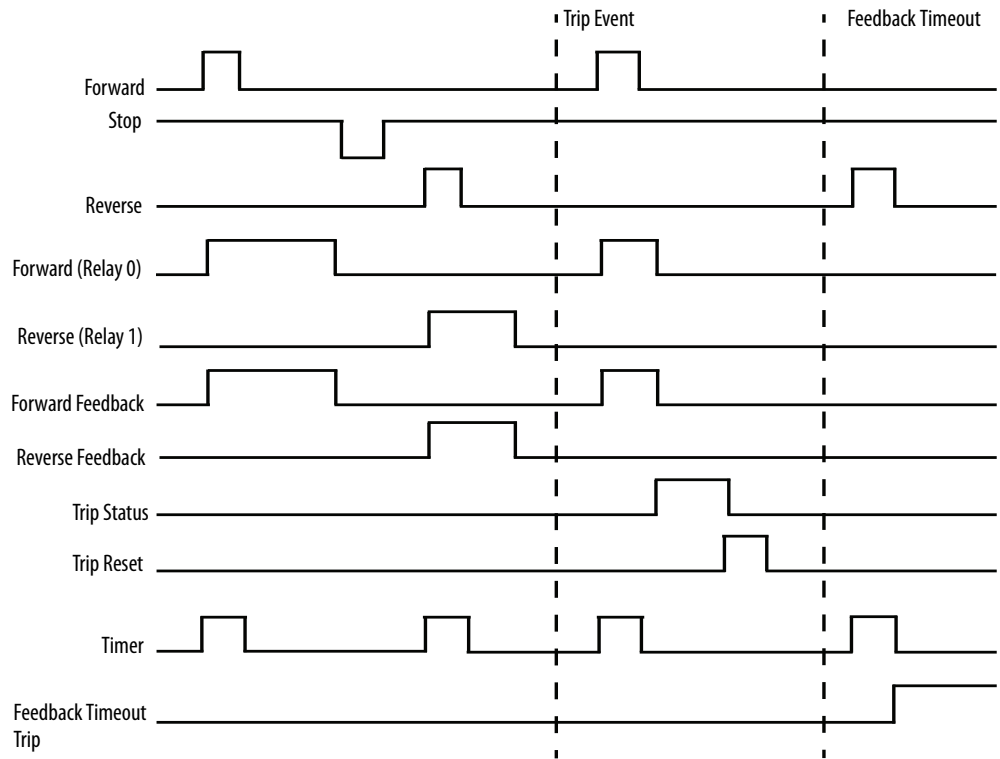 Trip Event
Feedback Timeout
Forward
Stop
Reverse
Forward (Relay 0)
Reverse (Relay 1)
Forward Feedback
Reverse Feedback
Trip Status
Trip Reset
Timer
Feedback Timeout
Trip